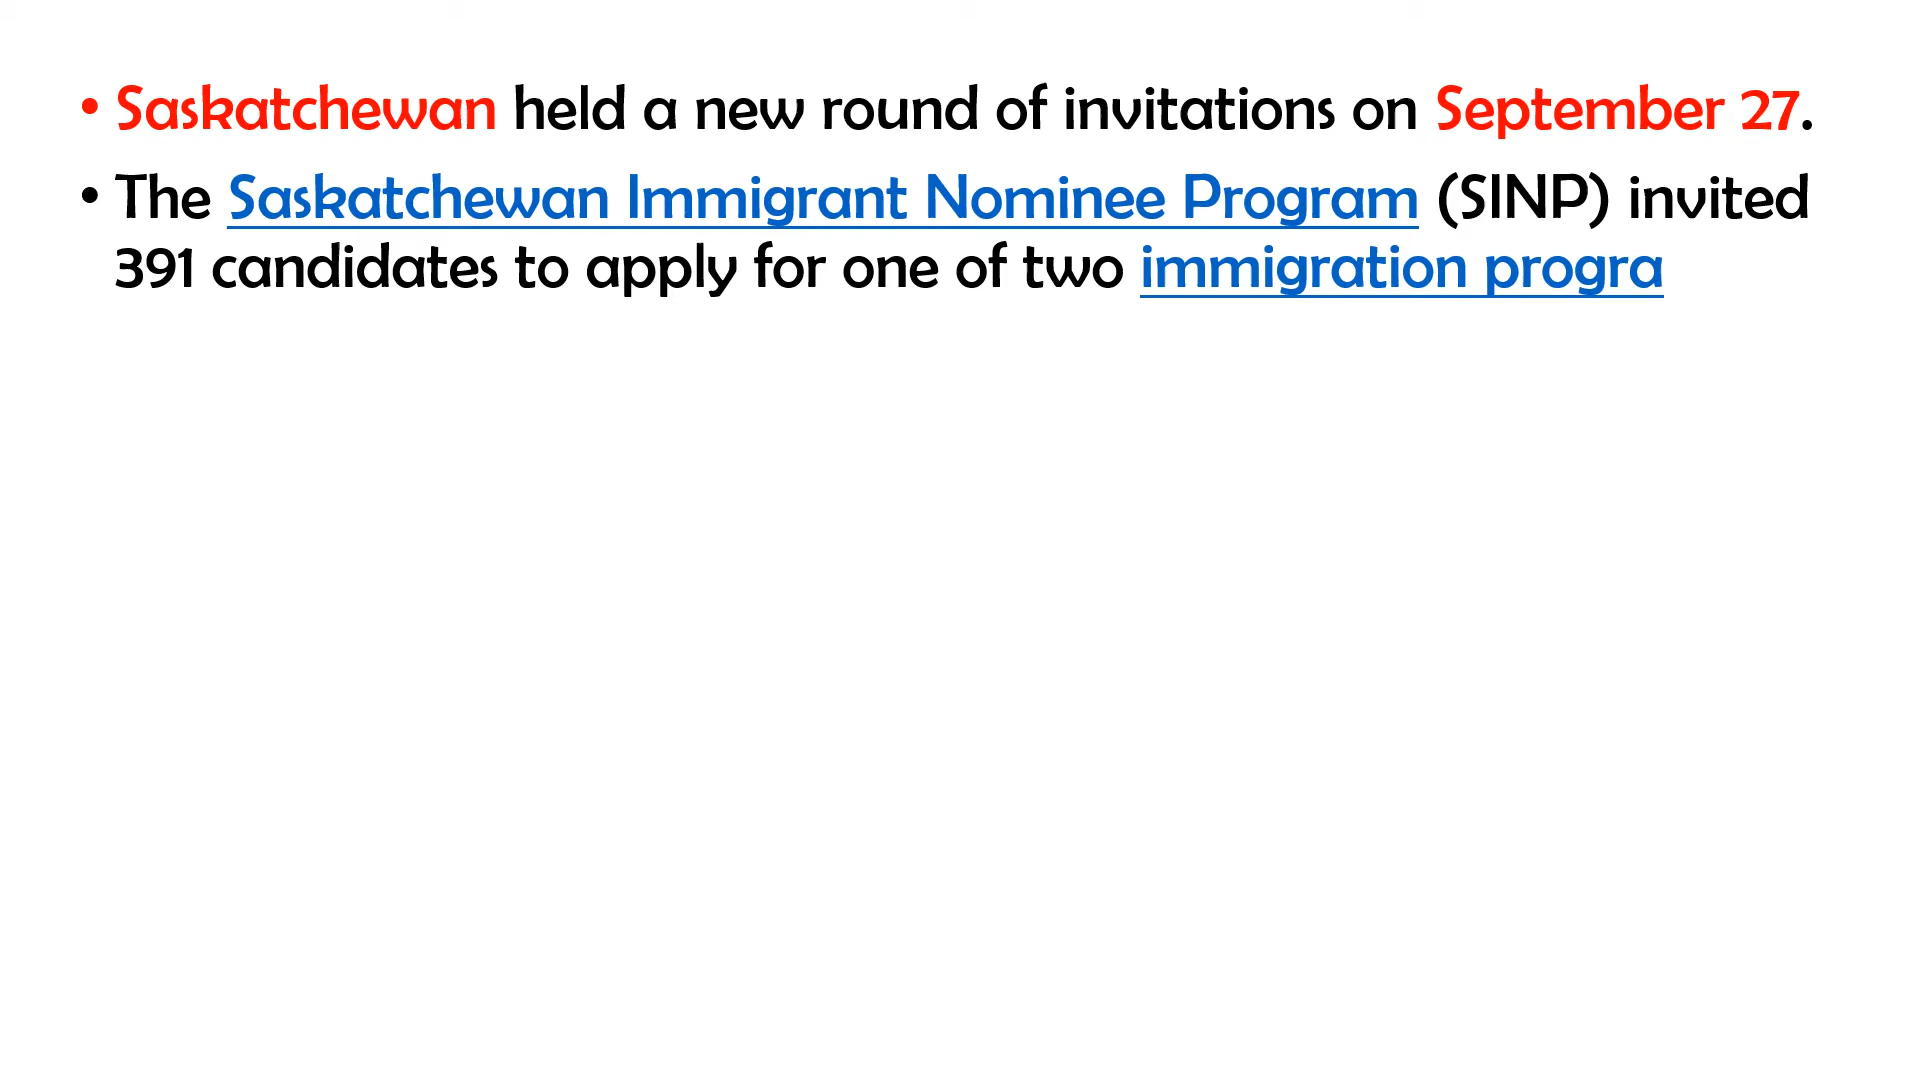 • Saskatchewan held a new round of invitations on September 27.
• The Saskatchewan Immigrant Nominee Program (SINP) invited
391 candidates to apply for one of two immigration progra